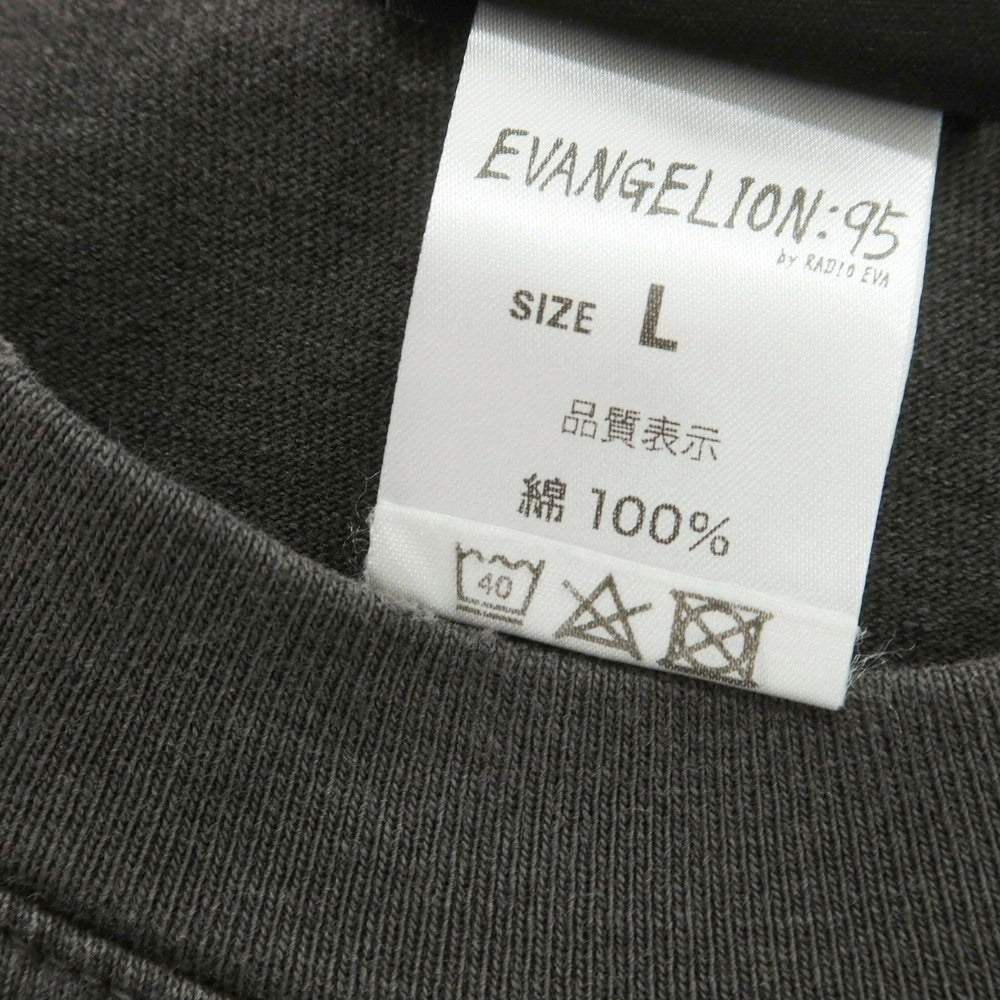 EVANGELION:95
by RADIO EVA
SIZE L
品質表示
綿 100%
40